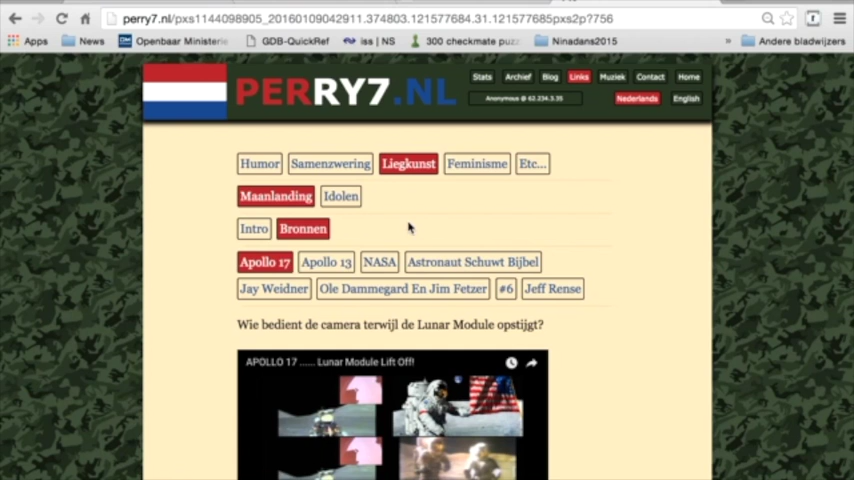 perry7.nl/pxs1144098905_20160109042911.374803.121577684.31.121577685pxs2p?756
Apps News Openbaar Ministerie GDB-QuickRef iss | NS 300 checkmate puz Ninadans2015 » Andere bladwijzers
PERRY7.NL
Stats Archief Blog Links Muziek Contact Home
Anonymous @ 62.234.3.35
Nederlands English
Humor Samenzwering Liegkunst Feminisme Etc...
Maanlanding Idolen
Intro Bronnen
Apollo 17 Apollo 13 NASA Astronaut Schuwt Bijbel
Jay Weidner Ole Dammegard En Jim Fetzer #6 Jeff Rense
Wie bedient de camera terwijl de Lunar Module opstijgt?
APOLLO 17 ...... Lunar Module Lift Off!